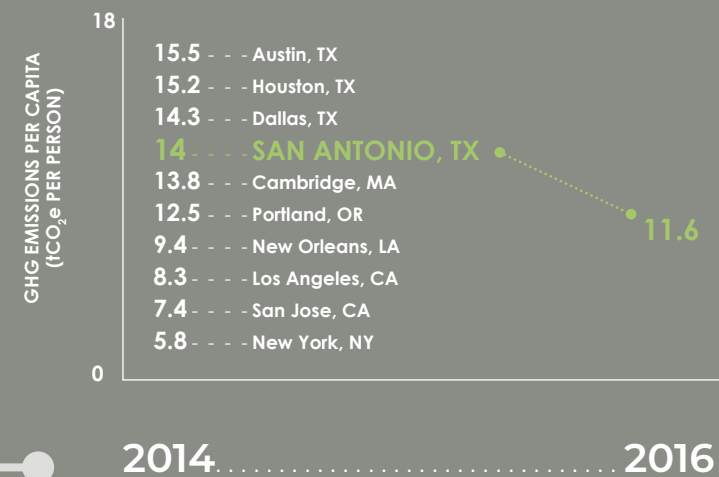 18
GHG EMISSIONS PER CAPITA
(tCO₂e PER PERSON)
15.5 - - - - Austin, TX
15.2 - - - - Houston, TX
14.3 - - - - Dallas, TX
14 - - - - SAN ANTONIO, TX
13.8 - - - - Cambridge, MA
12.5 - - - - Portland, OR
11.6
9.4 - - - - New Orleans, LA
8.3 - - - - Los Angeles, CA
7.4 - - - - San Jose, CA
5.8 - - - - New York, NY
0
2014 2016